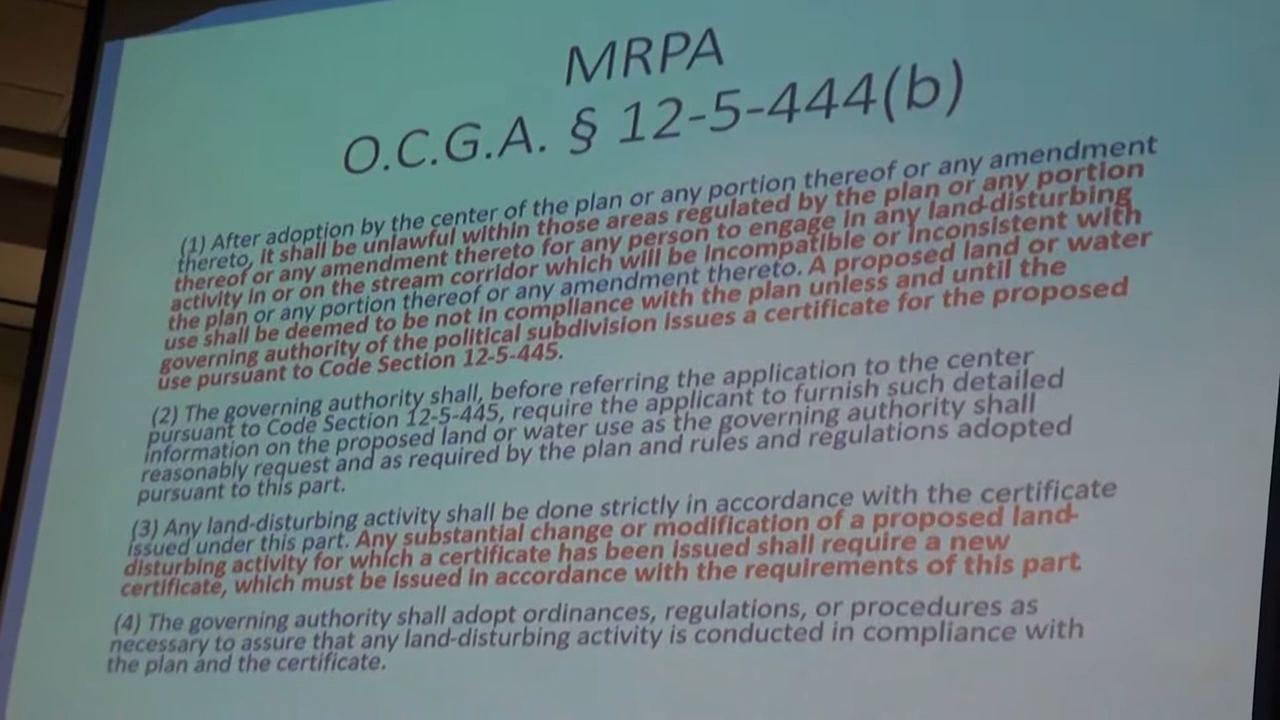 MRPA
O.C.G.A. § 12-5-444(b)
(1) After adoption by the center of the plan or any portion thereof or any amendment
thereto, it shall be unlawful within those areas regulated by the plan or any portion
thereof or any amendment thereto for any person to engage in any land-disturbing
activity in or on the stream corridor which will be incompatible or inconsistent with
the plan or any portion thereof or any amendment thereto. A proposed land or water
use shall be deemed to be not in compliance with the plan unless and until the
governing authority of the political subdivision issues a certificate for the proposed
use pursuant to Code Section 12-5-445.
(2) The governing authority shall, before referring the application to the center
pursuant to Code Section 12-5-445, require the applicant to furnish such detailed
information on the proposed land or water use as the governing authority shall
reasonably request and as required by the plan and rules and regulations adopted
pursuant to this part.
(3) Any land-disturbing activity shall be done strictly in accordance with the certificate
issued under this part. Any substantial change or modification of a proposed land-
disturbing activity for which a certificate has been issued shall require a new
certificate, which must be issued in accordance with the requirements of this part
(4) The governing authority shall adopt ordinances, regulations, or procedures as
necessary to assure that any land-disturbing activity is conducted in compliance with
the plan and the certificate.